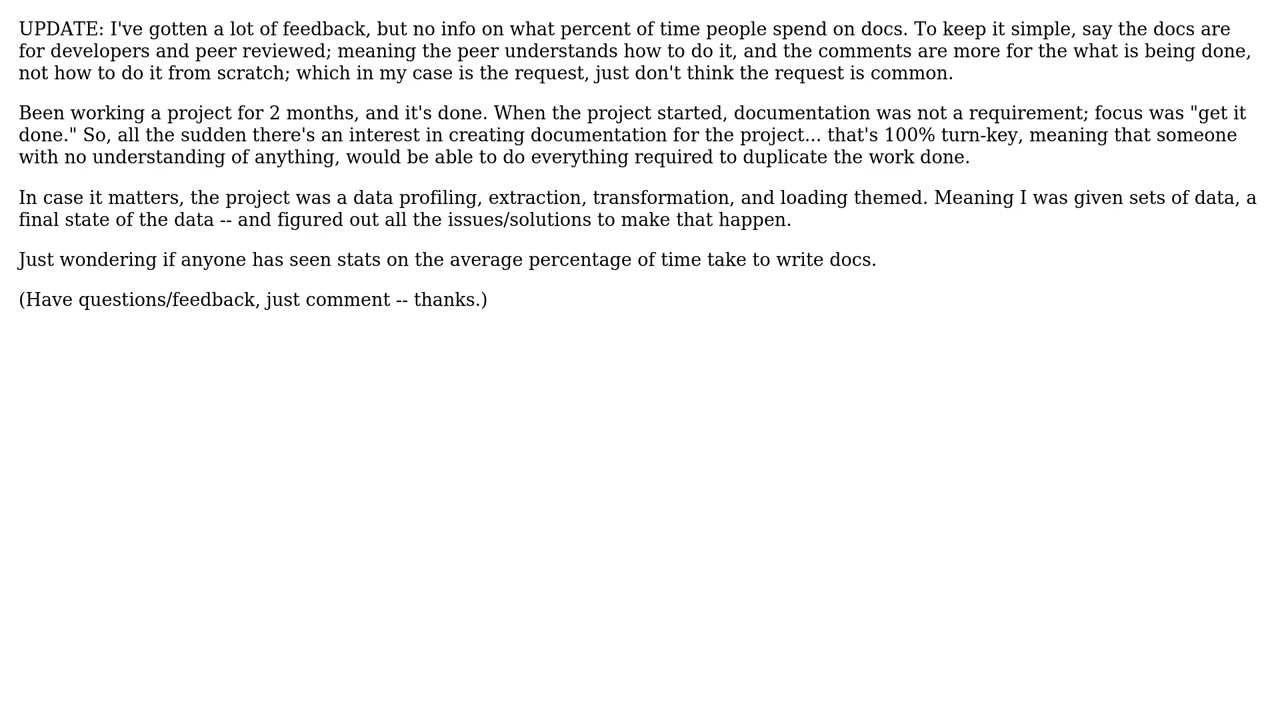 UPDATE: I've gotten a lot of feedback, but no info on what percent of time people spend on docs. To keep it simple, say the docs are
for developers and peer reviewed; meaning the peer understands how to do it, and the comments are more for the what is being done,
not how to do it from scratch; which in my case is the request, just don't think the request is common.
Been working a project for 2 months, and it's done. When the project started, documentation was not a requirement; focus was "get it
done." So, all the sudden there's an interest in creating documentation for the project... that's 100% turn-key, meaning that someone
with no understanding of anything, would be able to do everything required to duplicate the work done.
In case it matters, the project was a data profiling, extraction, transformation, and loading themed. Meaning I was given sets of data, a
final state of the data -- and figured out all the issues/solutions to make that happen.
Just wondering if anyone has seen stats on the average percentage of time take to write docs.
(Have questions/feedback, just comment -- thanks.)